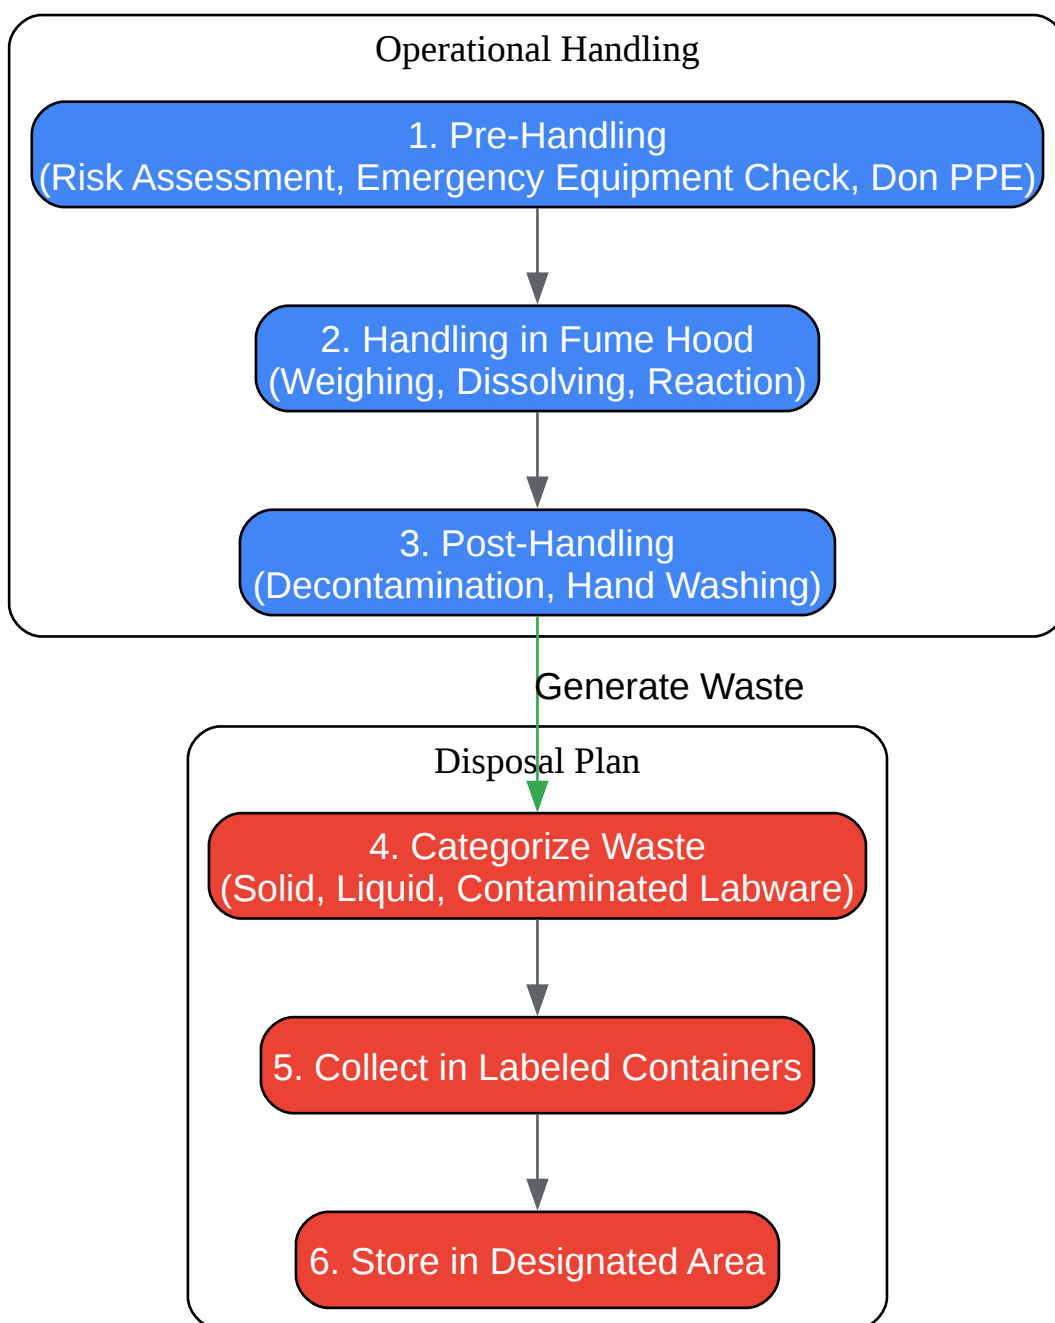 Operational Handling
1. Pre-Handling
(Risk Assessment, Emergency Equipment Check, Don PPE)
2. Handling in Fume Hood
(Weighing, Dissolving, Reaction)
3. Post-Handling
(Decontamination, Hand Washing)
Generate Waste
Disposal Plan
4. Categorize Waste
(Solid, Liquid, Contaminated Labware)
5. Collect in Labeled Containers
6. Store in Designated Area